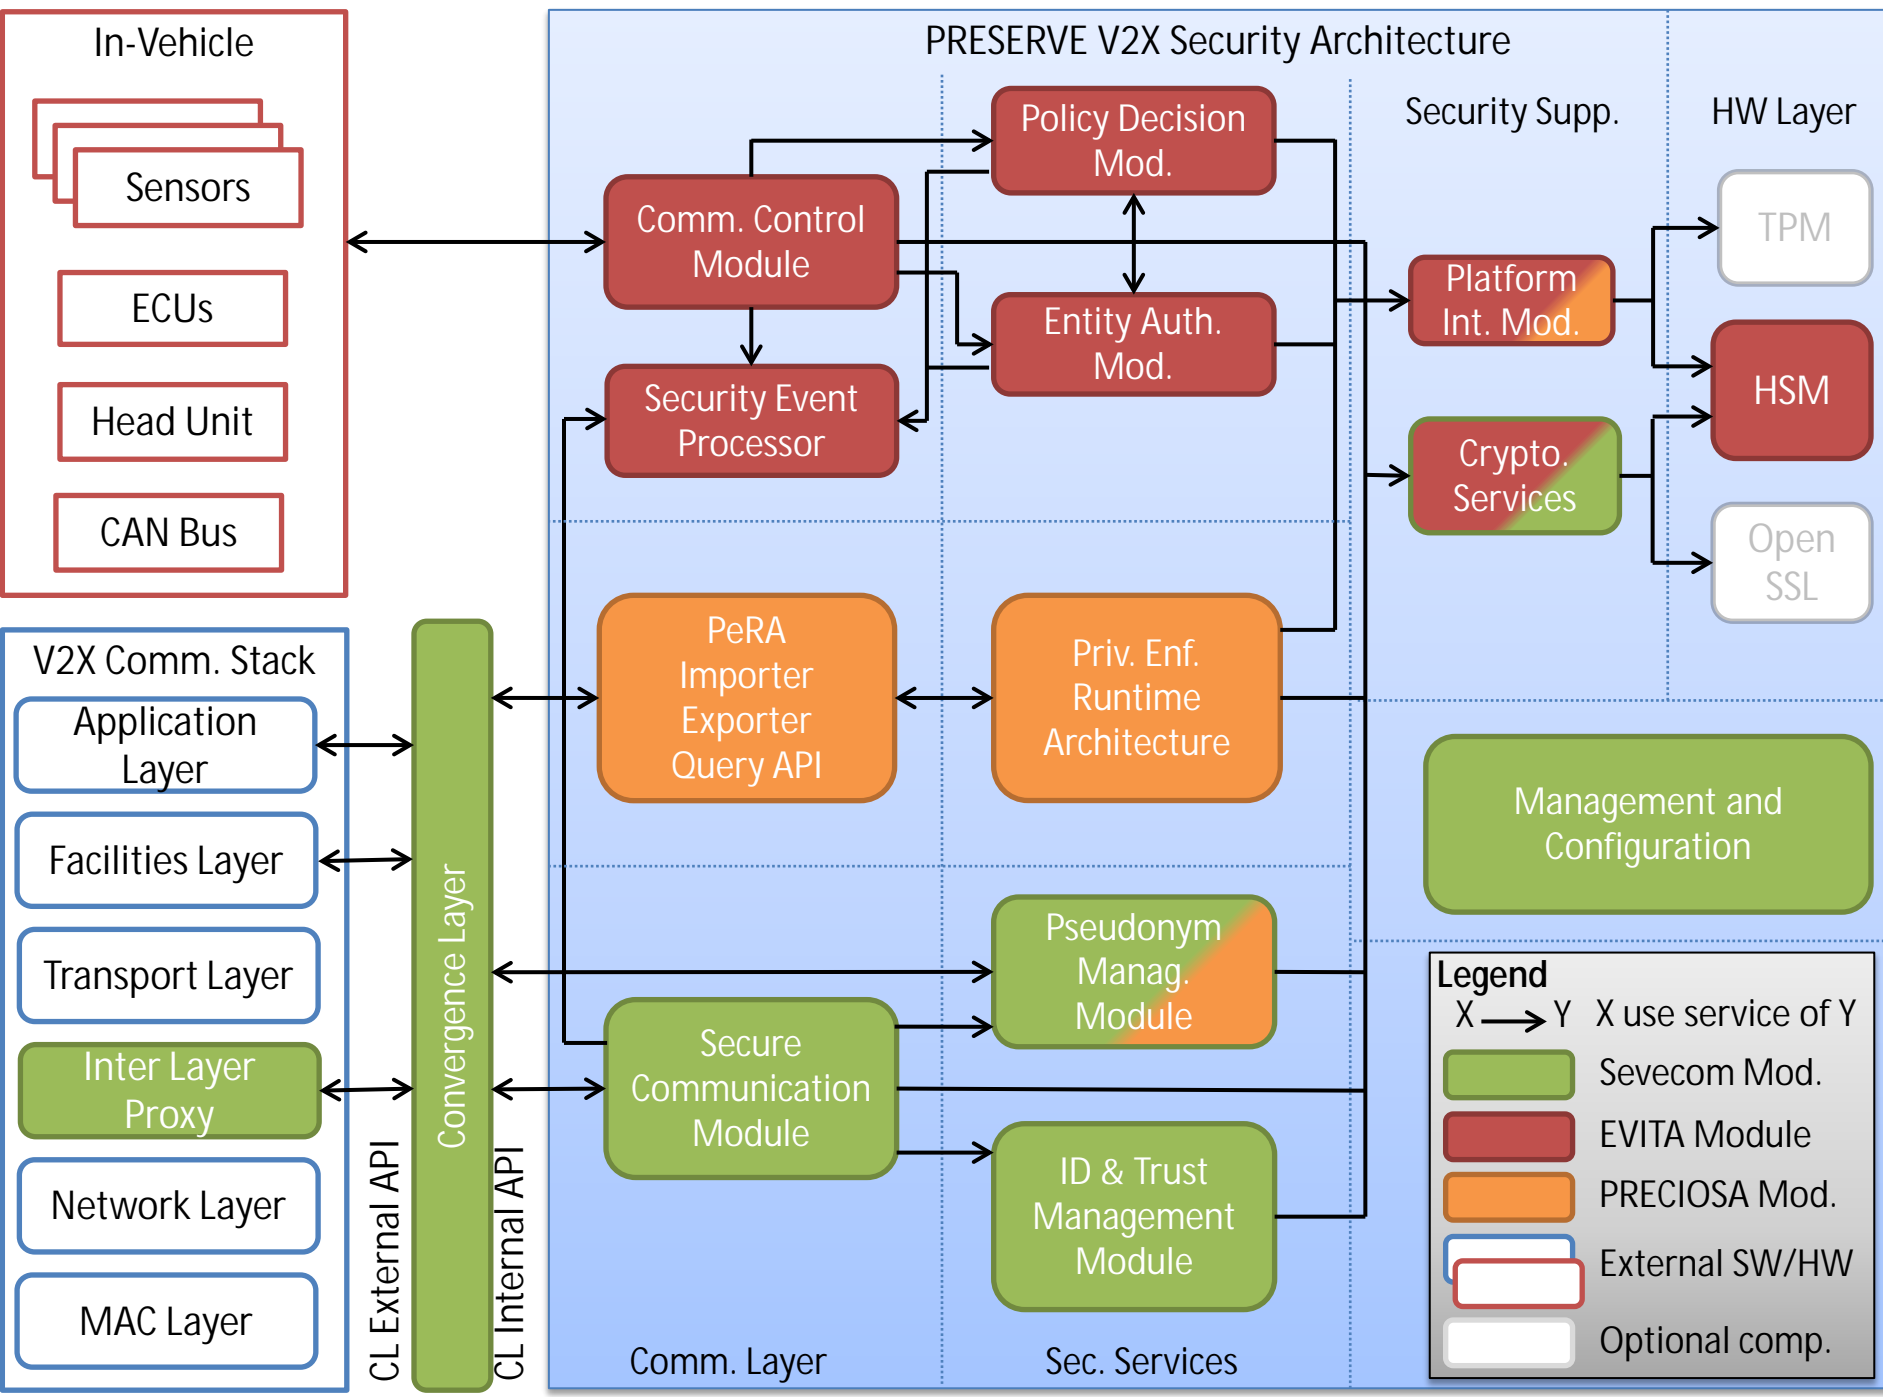 In-Vehicle
Sensors
ECUs
Head Unit
CAN Bus
V2X Comm. Stack
Application
Layer
Facilities Layer
Transport Layer
Inter Layer
Proxy
Network Layer
MAC Layer
CL External API
Convergence Layer
CL Internal API
PRESERVE V2X Security Architecture
Comm. Control
Module
Security Event
Processor
Policy Decision
Mod.
Entity Auth.
Mod.
Security Supp.
HW Layer
Platform
Int. Mod.
Crypto.
Services
TPM
HSM
Open
SSL
PeRA
Importer
Exporter
Query API
Priv. Enf.
Runtime
Architecture
Management and
Configuration
Pseudonym
Manag.
Module
Secure
Communication
Module
ID & Trust
Management
Module
Comm. Layer
Sec. Services
Legend
X Y X use service of Y
Sevecom Mod.
EVITA Module
PRECIOSA Mod.
External SW/HW
Optional comp.